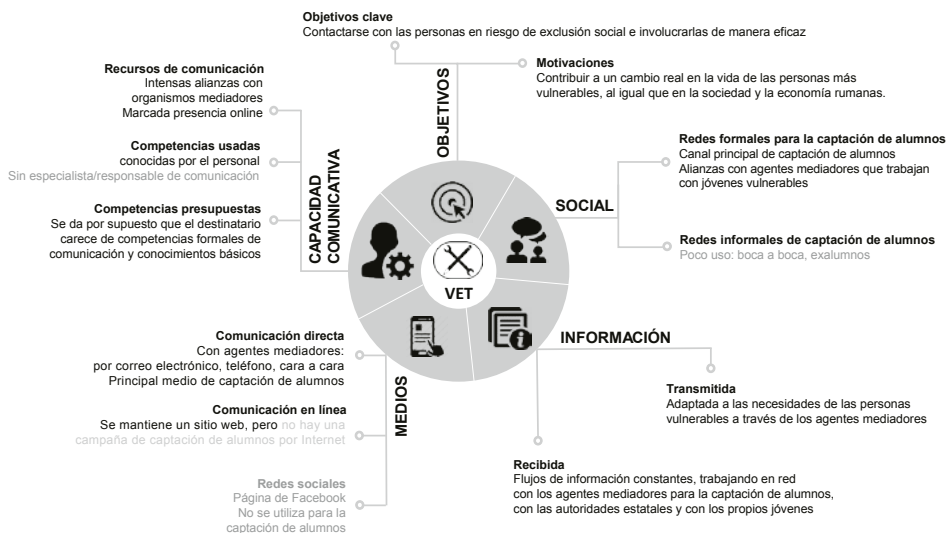 Objetivos clave
Contactarse con las personas en riesgo de exclusión social e involucrarlas de manera eficaz
Motivaciones
Contribuir a un cambio real en la vida de las personas más
vulnerables, al igual que en la sociedad y la economía rumanas.
OBJETIVOS
Recursos de comunicación
Intensas alianzas con
organismos mediadores
Marcada presencia online
Competencias usadas
conocidas por el personal
Sin especialista/responsable de comunicación
Competencias presupuestas
Se da por supuesto que el destinatario
carece de competencias formales de
comunicación y conocimientos básicos
CAPACIDAD
COMUNICATIVA
SOCIAL
Redes formales para la captación de alumnos
Canal principal de captación de alumnos
Alianzas con agentes mediadores que trabajan
con jóvenes vulnerables
Redes informales de captación de alumnos
Poco uso: boca a boca, exalumnos
VET
INFORMACIÓN
Transmitida
Adaptada a las necesidades de las personas
vulnerables a través de los agentes mediadores
Recibida
Flujos de información constantes, trabajando en red
con los agentes mediadores para la captación de alumnos,
con las autoridades estatales y con los propios jóvenes
MEDIOS
Comunicación directa
Con agentes mediadores:
por correo electrónico, teléfono, cara a cara
Principal medio de captación de alumnos
Comunicación en línea
Se mantiene un sitio web, pero no hay una
campaña de captación de alumnos por Internet
Redes sociales
Página de Facebook
No se utiliza para la
captación de alumnos